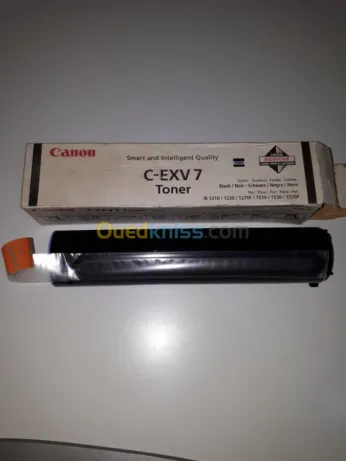 Canon
Smart and Intelligent Quality
C-EXV 7
Toner
Black / Noir / Schwarz / Negro / Nero
IR 1210 / 1230 / 1270F / 1510 / 1530 / 1570F
Ouedkniss.com